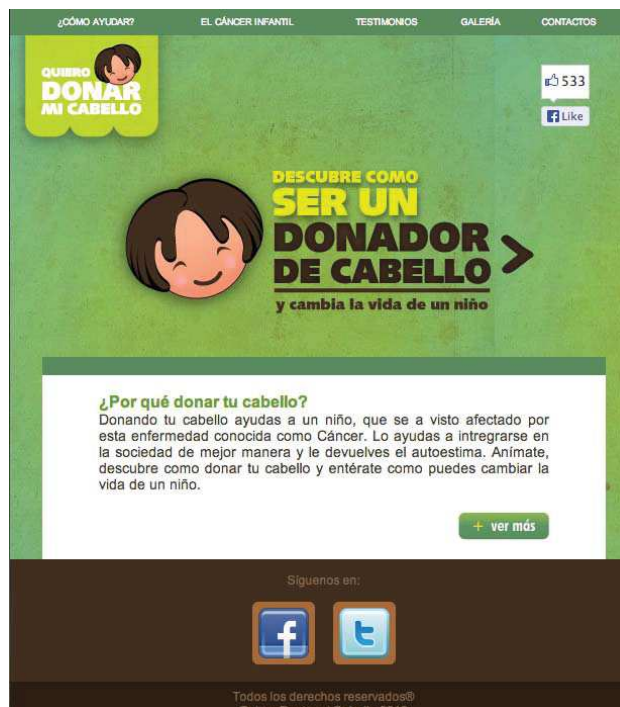 ¿CÓMO AYUDAR? EL CÁNCER INFANTIL TESTIMONIOS GALERÍA CONTACTOS
QUIERO
DONAR
MI CABELLO
533
Like
DESCUBRE COMO
SER UN
DONADOR
DE CABELLO
y cambia la vida de un niño
¿Por qué donar tu cabello?
Donando tu cabello ayudas a un niño, que se a visto afectado por
esta enfermedad conocida como Cáncer. Lo ayudas a intregrarse en
la sociedad de mejor manera y le devuelves el autoestima. Anímate,
descubre como donar tu cabello y entérate como puedes cambiar la
vida de un niño.
+ ver más
Síguenos en:
Todos los derechos reservados®